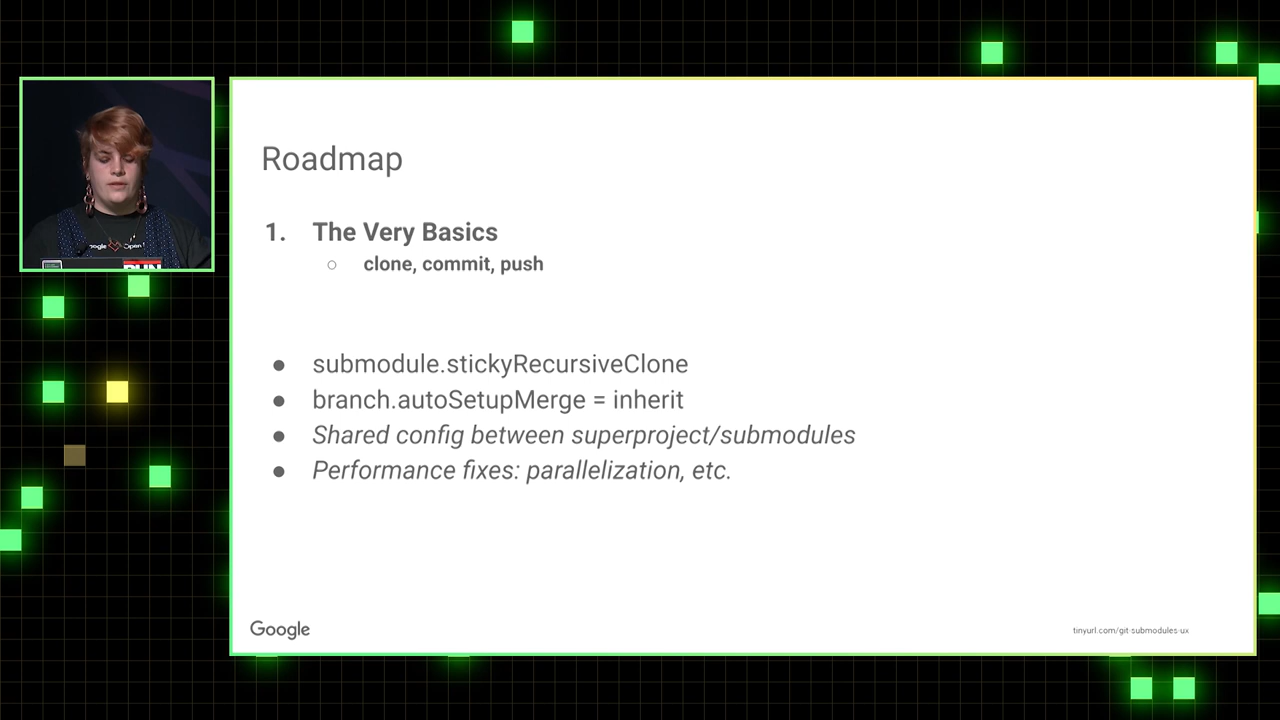 Roadmap
1. The Very Basics
○ clone, commit, push
● submodule.stickyRecursiveClone
● branch.autoSetupMerge = inherit
● Shared config between superproject/submodules
● Performance fixes: parallelization, etc.
Google
tinyurl.com/git-submodules-ux
Open